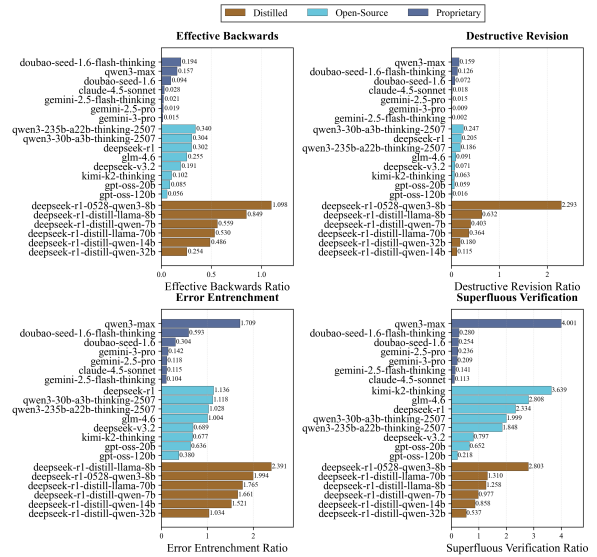 Distilled Open-Source Proprietary
Effective Backwards
doubao-seed-1.6-flash-thinking 0.194
qwen3-max 0.157
doubao-seed-1.6 0.094
claude-4.5-sonnet 0.028
gemini-2.5-flash-thinking 0.021
gemini-2.5-pro 0.019
gemini-3-pro 0.015
qwen3-235b-a22b-thinking-2507 0.340
qwen3-30b-a3b-thinking-2507 0.304
deepseek-r1 0.302
glm-4.6 0.255
deepseek-v3.2 0.191
kimi-k2-thinking 0.102
gpt-oss-20b 0.085
gpt-oss-120b 0.056
deepseek-r1-0528-qwen3-8b 1.098
deepseek-r1-distill-llama-8b 0.849
deepseek-r1-distill-qwen-7b 0.559
deepseek-r1-distill-llama-70b 0.530
deepseek-r1-distill-qwen-14b 0.486
deepseek-r1-distill-qwen-32b 0.254
0.0 0.5 1.0
Effective Backwards Ratio
Destructive Revision
qwen3-max 0.159
doubao-seed-1.6-flash-thinking 0.126
doubao-seed-1.6 0.072
claude-4.5-sonnet 0.018
gemini-2.5-pro 0.015
gemini-3-pro 0.009
gemini-2.5-flash-thinking 0.002
qwen3-30b-a3b-thinking-2507 0.247
deepseek-r1 0.205
qwen3-235b-a22b-thinking-2507 0.186
glm-4.6 0.091
deepseek-v3.2 0.071
kimi-k2-thinking 0.063
gpt-oss-20b 0.059
gpt-oss-120b 0.016
deepseek-r1-0528-qwen3-8b 2.293
deepseek-r1-distill-llama-8b 0.632
deepseek-r1-distill-qwen-7b 0.403
deepseek-r1-distill-llama-70b 0.364
deepseek-r1-distill-qwen-32b 0.180
deepseek-r1-distill-qwen-14b 0.115
0 1 2
Destructive Revision Ratio
Error Entrenchment
qwen3-max 1.709
doubao-seed-1.6-flash-thinking 0.593
doubao-seed-1.6 0.304
gemini-3-pro 0.142
gemini-2.5-pro 0.118
claude-4.5-sonnet 0.115
gemini-2.5-flash-thinking 0.104
deepseek-r1 1.136
qwen3-30b-a3b-thinking-2507 1.118
qwen3-235b-a22b-thinking-2507 1.028
glm-4.6 1.004
deepseek-v3.2 0.689
kimi-k2-thinking 0.677
gpt-oss-20b 0.636
gpt-oss-120b 0.380
deepseek-r1-distill-llama-8b 2.391
deepseek-r1-0528-qwen3-8b 1.994
deepseek-r1-distill-llama-70b 1.765
deepseek-r1-distill-qwen-7b 1.661
deepseek-r1-distill-qwen-14b 1.521
deepseek-r1-distill-qwen-32b 1.034
0 1 2
Error Entrenchment Ratio
Superfluous Verification
qwen3-max 4.001
doubao-seed-1.6-flash-thinking 0.280
doubao-seed-1.6 0.254
gemini-2.5-pro 0.236
gemini-3-pro 0.209
gemini-2.5-flash-thinking 0.141
claude-4.5-sonnet 0.113
kimi-k2-thinking 3.639
glm-4.6 2.808
deepseek-r1 2.334
qwen3-30b-a3b-thinking-2507 1.999
qwen3-235b-a22b-thinking-2507 1.848
deepseek-v3.2 0.797
gpt-oss-20b 0.652
gpt-oss-120b 0.218
deepseek-r1-0528-qwen3-8b 2.803
deepseek-r1-distill-llama-70b 1.310
deepseek-r1-distill-llama-8b 1.258
deepseek-r1-distill-qwen-7b 0.977
deepseek-r1-distill-qwen-14b 0.858
deepseek-r1-distill-qwen-32b 0.537
0 1 2 3 4
Superfluous Verification Ratio